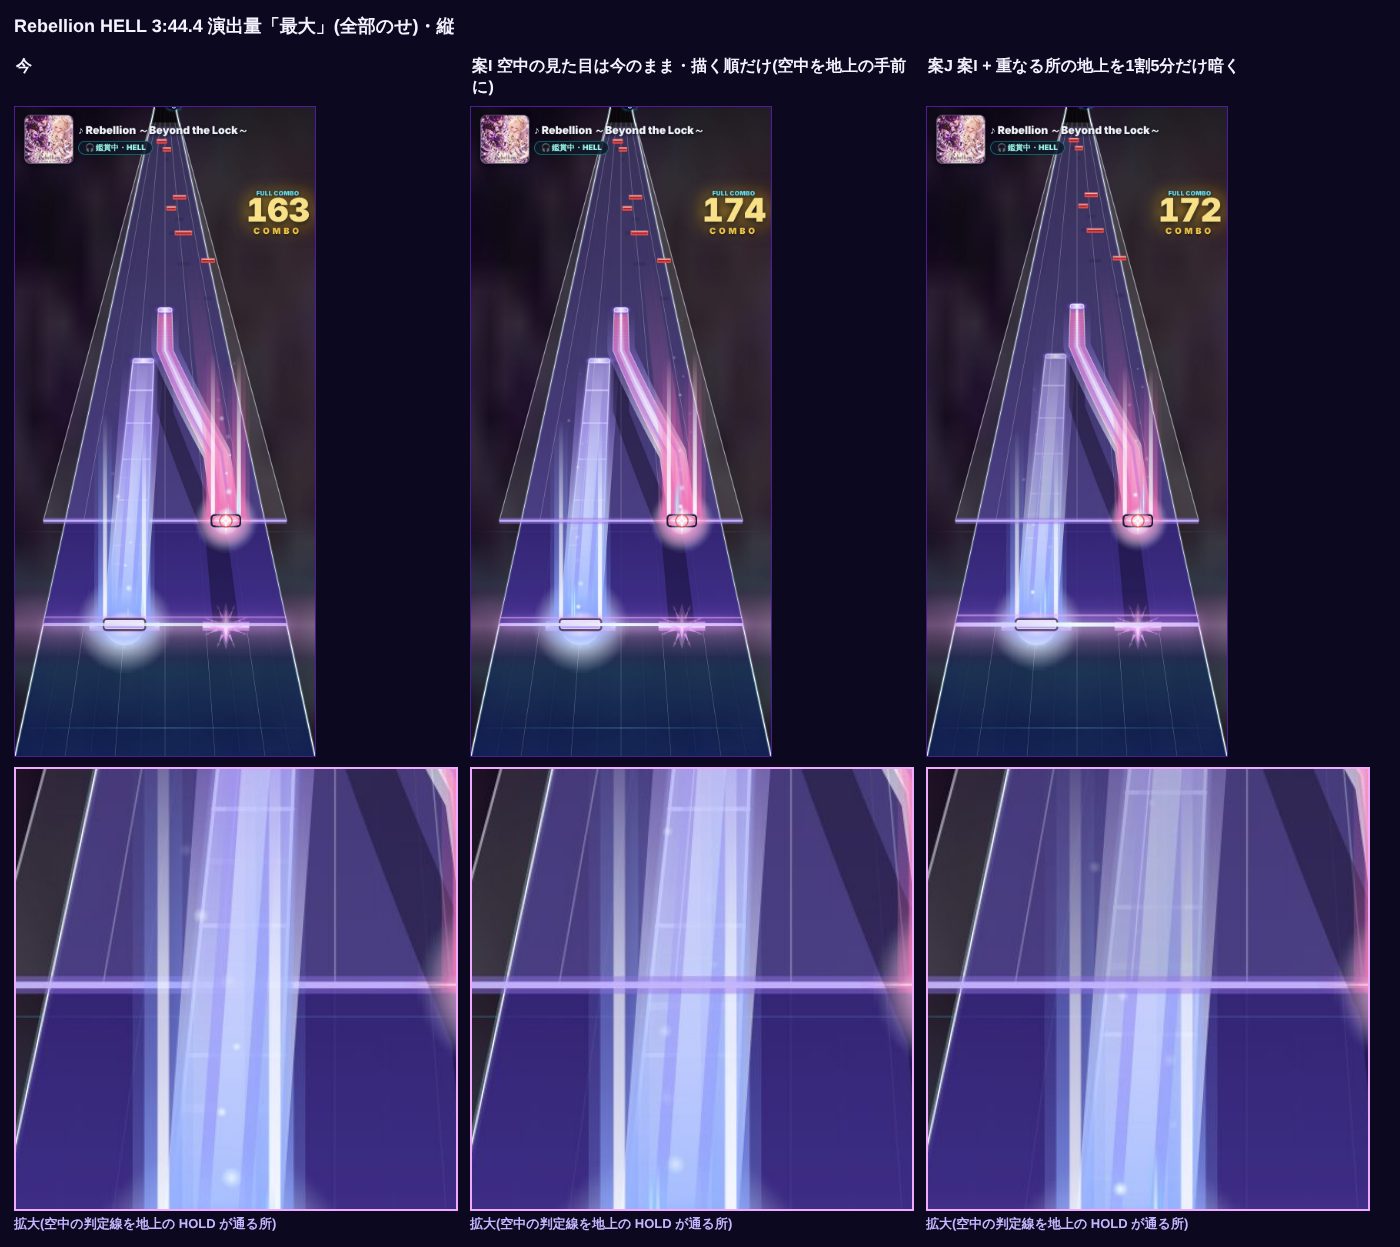 Rebellion HELL 3:44.4 演出量「最大」(全部のせ)・縦
今
案I 空中の見た目は今のまま・描く順だけ(空中を地上の手前
に)
案J 案I + 重なる所の地上を1割5分だけ暗く
♪ Rebellion ～Beyond the Lock～
🎧 鑑賞中・HELL
FULL COMBO
163
COMBO
♪ Rebellion ～Beyond the Lock～
🎧 鑑賞中・HELL
FULL COMBO
174
COMBO
♪ Rebellion ～Beyond the Lock～
🎧 鑑賞中・HELL
FULL COMBO
172
COMBO
拡大(空中の判定線を地上の HOLD が通る所)
拡大(空中の判定線を地上の HOLD が通る所)
拡大(空中の判定線を地上の HOLD が通る所)